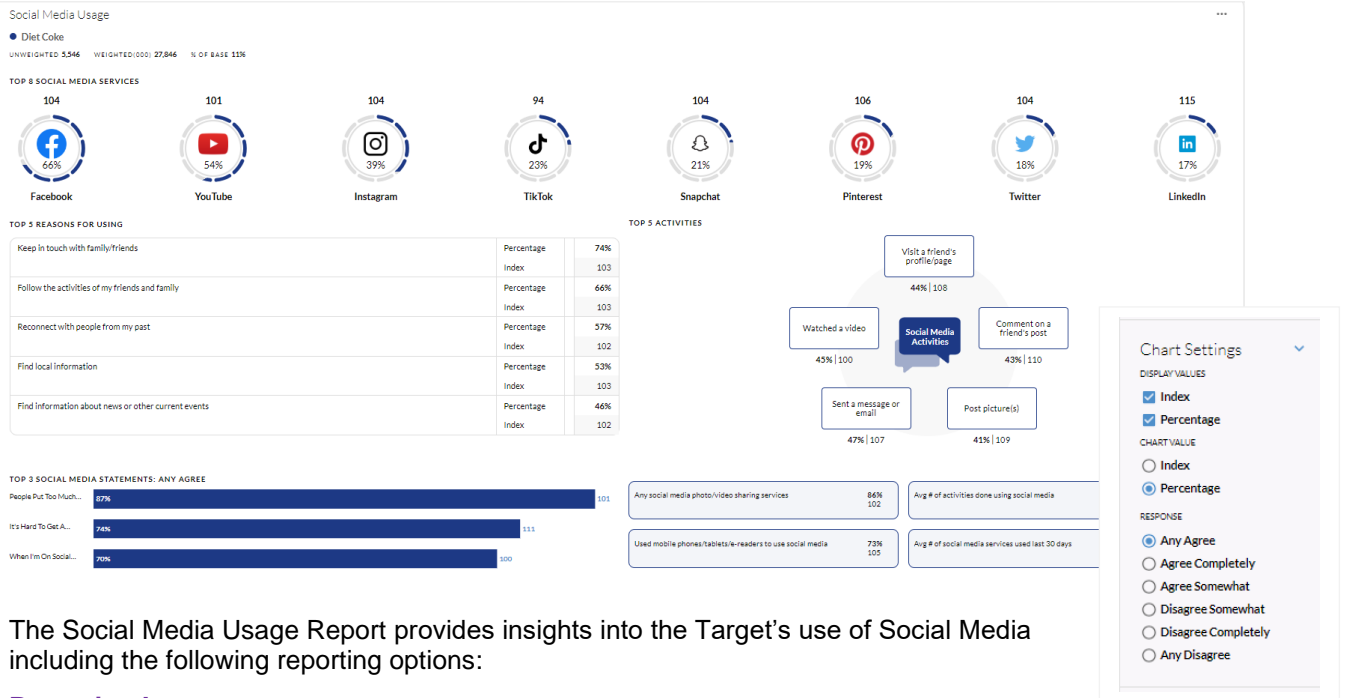 Social Media Usage
...
Diet Coke
UNWEIGHTED 5,546 WEIGHTED(000) 27,846 % OF BASE 11%
TOP 8 SOCIAL MEDIA SERVICES
104 101 104 94 104 106 104 115
66% 54% 39% 23% 21% 19% 18% 17%
Facebook YouTube Instagram TikTok Snapchat Pinterest Twitter LinkedIn
TOP 5 REASONS FOR USING
Keep in touch with family/friends Percentage 74%
Index 103
Follow the activities of my friends and family Percentage 66%
Index 103
Reconnect with people from my past Percentage 57%
Index 102
Find local information Percentage 53%
Index 103
Find information about news or other current events Percentage 46%
Index 102
TOP 5 ACTIVITIES
Visit a friend's
profile/page
44% | 108
Watched a video
45% | 100
Social Media
Activities
Comment on a
friend's post
43% | 110
Sent a message or
email
47% | 107
Post picture(s)
41% | 109
TOP 3 SOCIAL MEDIA STATEMENTS: ANY AGREE
People Put Too Much... 87% 101
It's Hard To Get A... 74% 111
When I'm On Social... 70% 100
Any social media photo/video sharing services 86%
102
Avg # of activities done using social media
Used mobile phones/tablets/e-readers to use social media 73%
105
Avg # of social media services used last 30 days
Chart Settings
DISPLAY VALUES
Index
Percentage
CHART VALUE
Index
Percentage
RESPONSE
Any Agree
Agree Completely
Agree Somewhat
Disagree Somewhat
Disagree Completely
Any Disagree
The Social Media Usage Report provides insights into the Target's use of Social Media
including the following reporting options: